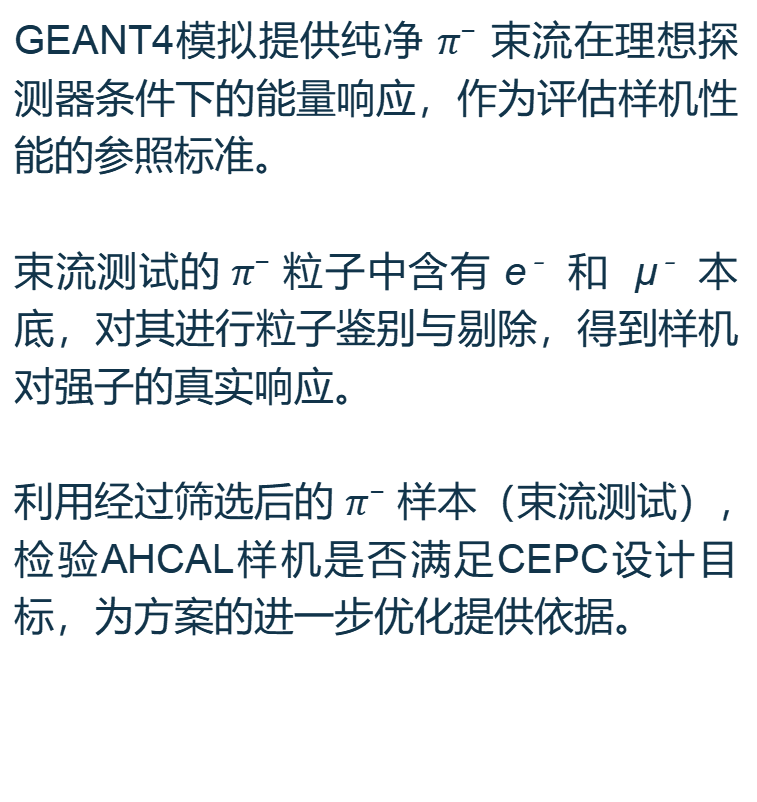 GEANT4模拟提供纯净 π⁻ 束流在理想探
测器条件下的能量响应，作为评估样机性
能的参照标准。
束流测试的 π⁻ 粒子中含有 e⁻ 和 μ⁻ 本
底，对其进行粒子鉴别与剔除，得到样机
对强子的真实响应。
利用经过筛选后的 π⁻ 样本（束流测试），
检验AHCAL样机是否满足CEPC设计目
标，为方案的进一步优化提供依据。